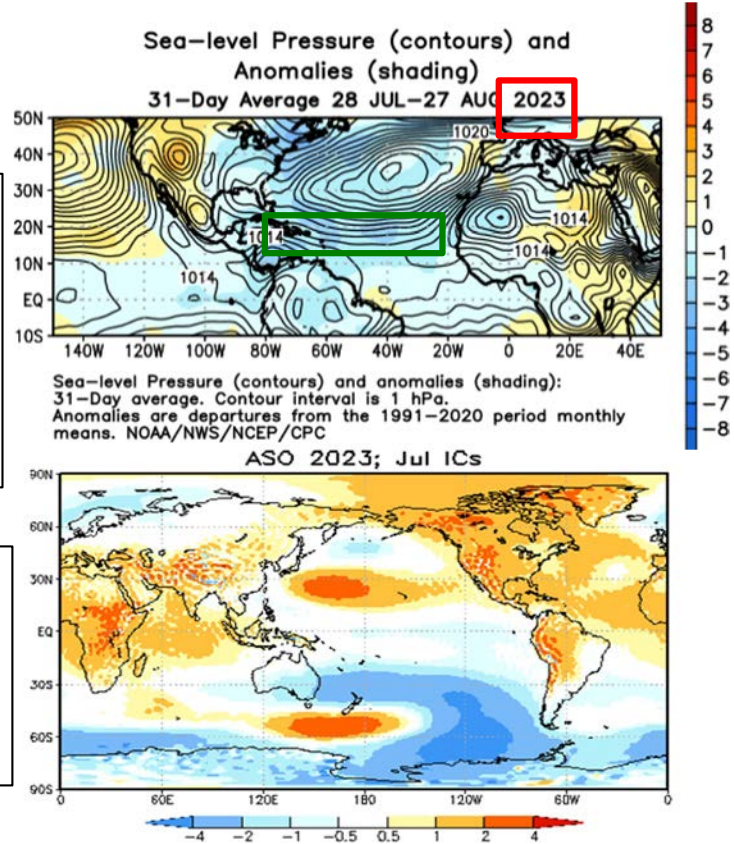 Sea-level Pressure (contours) and
Anomalies (shading)
31-Day Average 28 JUL-27 AUG 2023
8
7
6
5
4
3
2
1
0
-1
-2
-3
-4
-5
-6
-7
-8
50N
40N
30N
20N
10N
EQ
10S
1020
1014
1014
1014
1014
140W 120W 100W 80W 60W 40W 20W 0 20E 40E
Sea-level Pressure (contours) and anomalies (shading):
31-Day average. Contour interval is 1 hPa.
Anomalies are departures from the 1991-2020 period monthly
means. NOAA/NWS/NCEP/CPC
ASO 2023; Jul ICs
90N
60N
30N
EQ
30S
60S
90S
0 60E 120E 180 120W 60W 0
-4 -2 -1 -0.5 0.5 1 2 4